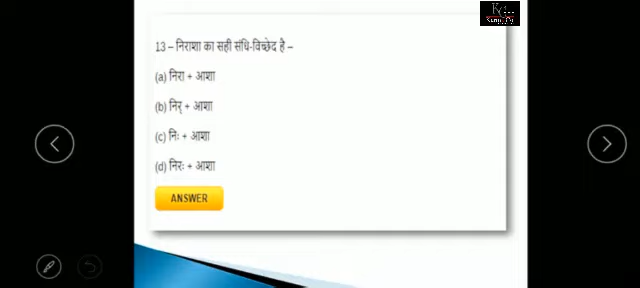 13 – निराशा का सही संधि-विच्छेद है –
(a) निरा + आशा
(b) निर् + आशा
(c) निः + आशा
(d) निरः + आशा
ANSWER